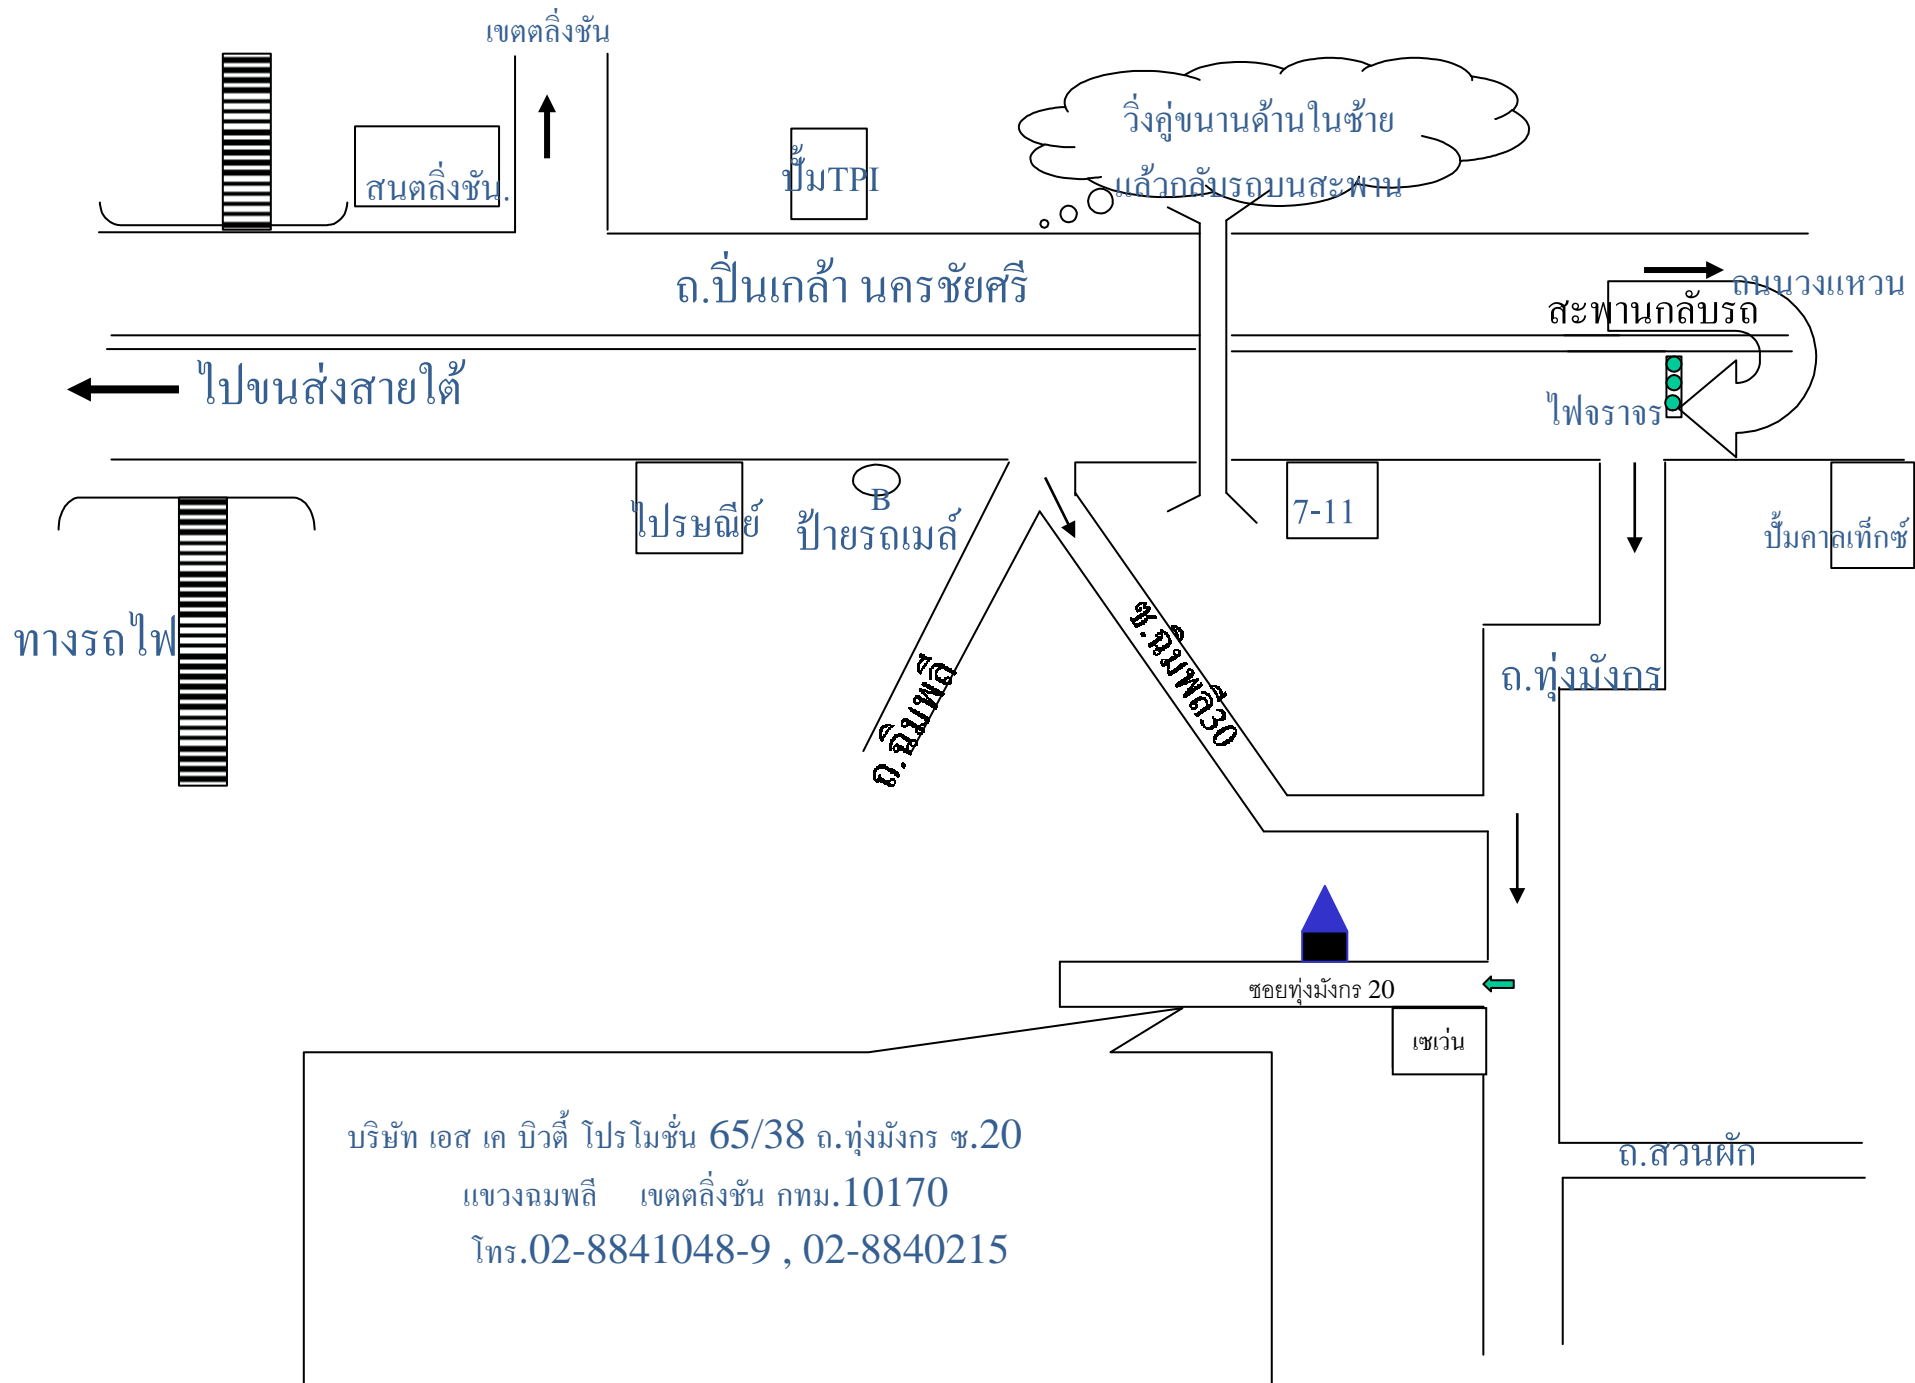 เขตตลิ่งชัน
วิ่งคู่ขนานด้านในซ้าย
แล้วกลับรถบนสะพาน
สนตลิ่งชัน.
ปั๊มTPI
ถ.ปิ่นเกล้า นครชัยศรี
ถนนวงแหวน
สะพานกลับรถ
ไปขนส่งสายใต้
ไฟจราจร
ไปรษณีย์
B
ป้ายรถเมล์
7-11
ปั๊มคาลเท็กซ์
ทางรถไฟ
ถ.ฉิมพลี
ซ.ฉิมพลี30
ถ.ทุ่งมังกร
ซอยทุ่งมังกร 20
เซเว่น
บริษัท เอส เค บิวตี้ โปรโมชั่น 65/38 ถ.ทุ่งมังกร ซ.20
แขวงฉมพลี เขตตลิ่งชัน กทม.10170
โทร.02-8841048-9 , 02-8840215
ถ.สวนผัก